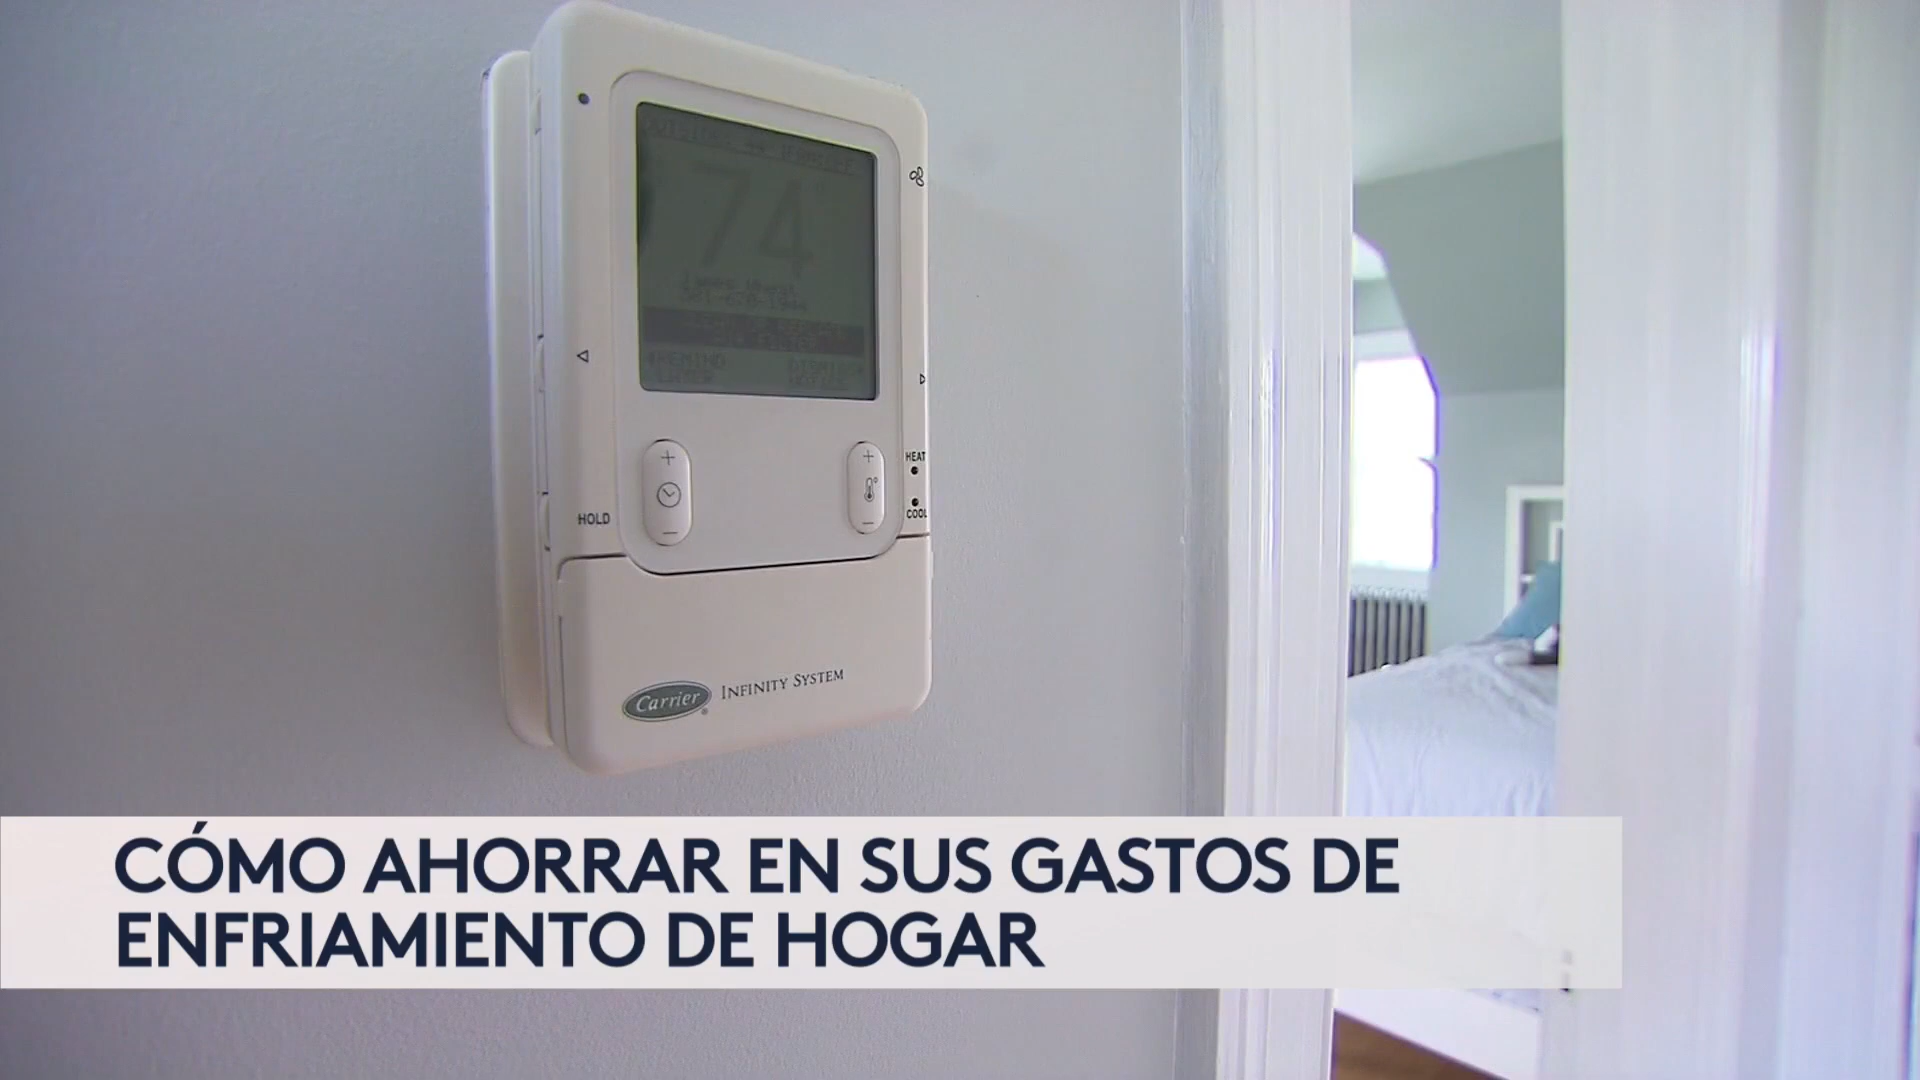 74
HEAT
COOL
HOLD
Carrier INFINITY SYSTEM
CÓMO AHORRAR EN SUS GASTOS DE
ENFRIAMIENTO DE HOGAR